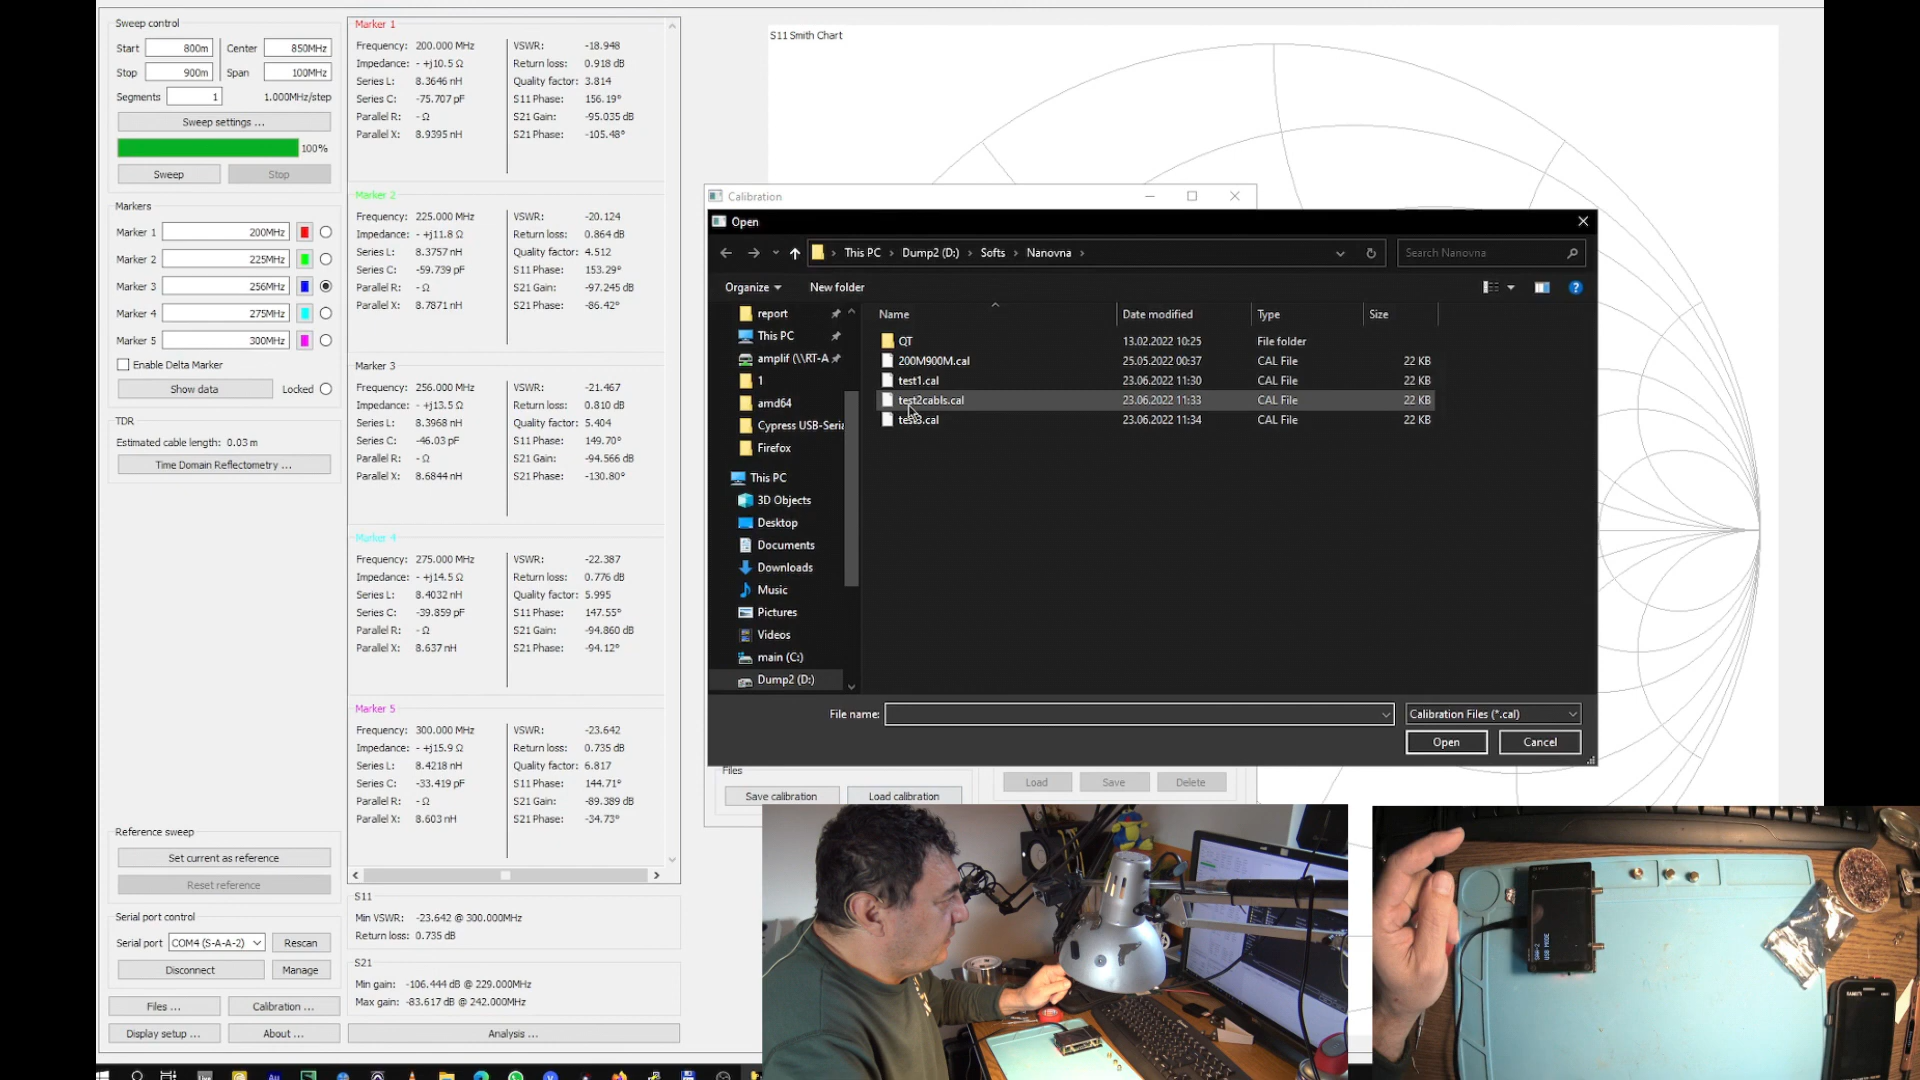 Sweep control
Start 800m Center 850MHz
Stop 900m Span 100MHz
Segments 1 1.000MHz/step
Sweep settings ...
100%
Sweep Stop
Markers
Marker 1 200MHz
Marker 2 225MHz
Marker 3 256MHz
Marker 4 275MHz
Marker 5 300MHz
Enable Delta Marker
Show data Locked
TDR
Estimated cable length: 0.03 m
Time Domain Reflectometry ...
Reference sweep
Set current as reference
Reset reference
Serial port control
Serial port COM4 (S-A-A-2) Rescan
Disconnect Manage
Files ... Calibration ...
Display setup ... About ...
Marker 1
Frequency: 200.000 MHz VSWR: -18.948
Impedance: - +j10.5 Ω Return loss: 0.918 dB
Series L: 8.3646 nH Quality factor: 3.814
Series C: -75.707 pF S11 Phase: 156.19°
Parallel R: - Ω S21 Gain: -95.035 dB
Parallel X: 8.9395 nH S21 Phase: -105.48°
Marker 2
Frequency: 225.000 MHz VSWR: -20.124
Impedance: - +j11.8 Ω Return loss: 0.864 dB
Series L: 8.3757 nH Quality factor: 4.512
Series C: -59.739 pF S11 Phase: 153.29°
Parallel R: - Ω S21 Gain: -97.245 dB
Parallel X: 8.7871 nH S21 Phase: -86.42°
Marker 3
Frequency: 256.000 MHz VSWR: -21.467
Impedance: - +j13.5 Ω Return loss: 0.810 dB
Series L: 8.3968 nH Quality factor: 5.404
Series C: -46.03 pF S11 Phase: 149.70°
Parallel R: - Ω S21 Gain: -94.566 dB
Parallel X: 8.6844 nH S21 Phase: -130.80°
Marker 4
Frequency: 275.000 MHz VSWR: -22.387
Impedance: - +j14.5 Ω Return loss: 0.776 dB
Series L: 8.4032 nH Quality factor: 5.995
Series C: -39.859 pF S11 Phase: 147.55°
Parallel R: - Ω S21 Gain: -94.860 dB
Parallel X: 8.637 nH S21 Phase: -94.12°
Marker 5
Frequency: 300.000 MHz VSWR: -23.642
Impedance: - +j15.9 Ω Return loss: 0.735 dB
Series L: 8.4218 nH Quality factor: 6.817
Series C: -33.419 pF S11 Phase: 144.71°
Parallel R: - Ω S21 Gain: -89.389 dB
Parallel X: 8.603 nH S21 Phase: -34.73°
S11
Min VSWR: -23.642 @ 300.000MHz
Return loss: 0.735 dB
S21
Min gain: -106.444 dB @ 229.000MHz
Max gain: -83.617 dB @ 242.000MHz
Analysis ...
S11 Smith Chart
Calibration
Open
This PC Dump2 (D:) Softs Nanovna
Search Nanovna
Organize New folder
report
This PC
amplif (\\RT-A
1
amd64
Cypress USB-Seria
Firefox
This PC
3D Objects
Desktop
Documents
Downloads
Music
Pictures
Videos
main (C:)
Dump2 (D:)
Name Date modified Type Size
QT 13.02.2022 10:25 File folder
200M900M.cal 25.05.2022 00:37 CAL File 22 KB
test1.cal 23.06.2022 11:30 CAL File 22 KB
test2cabls.cal 23.06.2022 11:33 CAL File 22 KB
test3.cal 23.06.2022 11:34 CAL File 22 KB
File name: Calibration Files (*.cal)
Open Cancel
Files
Save calibration Load calibration
Load Save Delete
SAA-2
USB MODE